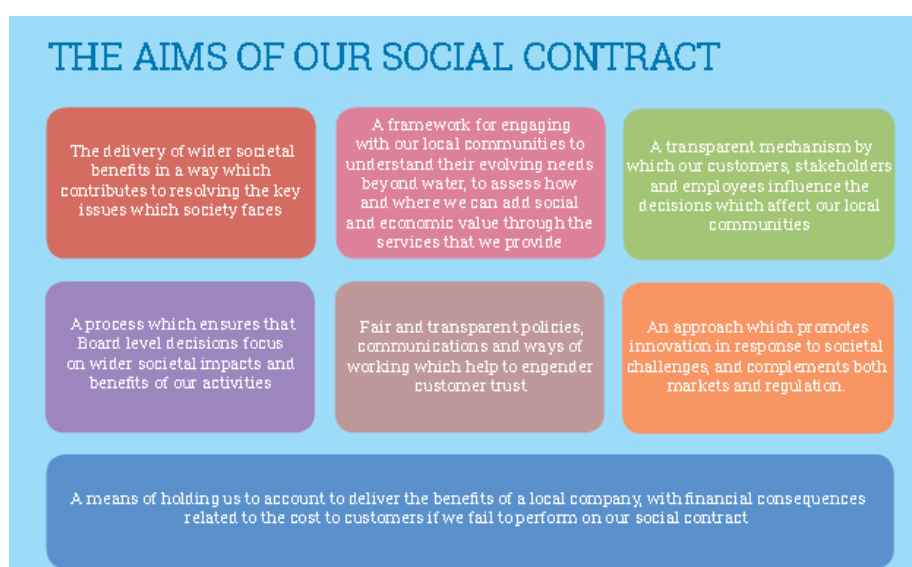 THE AIMS OF OUR SOCIAL CONTRACT
The delivery of wider societal
benefits in a way which
contributes to resolving the key
issues which society faces
A framework for engaging
with our local communities to
understand their evolving needs
beyond water, to assess how
and where we can add social
and economic value through the
services that we provide
A transparent mechanism by
which our customers, stakeholders
and employees influence the
decisions which affect our local
communities
A process which ensures that
Board level decisions focus
on wider societal impacts and
benefits of our activities
Fair and transparent policies,
communications and ways of
working which help to engender
customer trust
An approach which promotes
innovation in response to societal
challenges, and complements both
markets and regulation.
A means of holding us to account to deliver the benefits of a local company, with financial consequences
related to the cost to customers if we fail to perform on our social contract